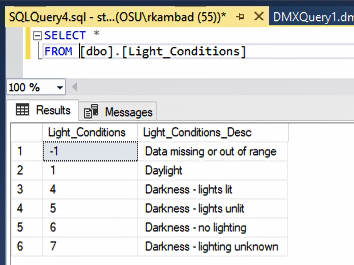 SQLQuery4.sql - st...(OSU\rkambad (55))*
DMXQuery1.dm
SELECT *
FROM [dbo].[Light_Conditions]
100 %
Results Messages
Light_Conditions Light_Conditions_Desc
1 -1 Data missing or out of range
2 1 Daylight
3 4 Darkness - lights lit
4 5 Darkness - lights unlit
5 6 Darkness - no lighting
6 7 Darkness - lighting unknown